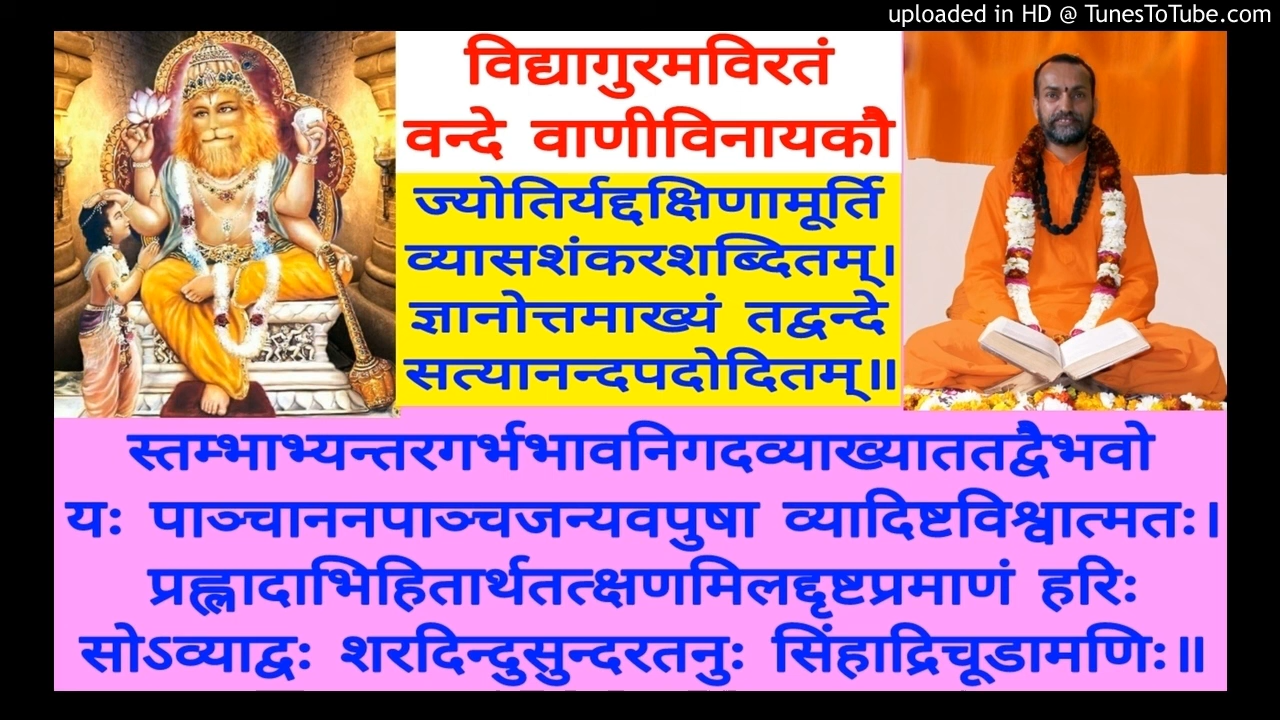 uploaded in HD @ TunesToTube.com
विद्यागुरमविरतं
वन्दे वाणीविनायकौ
ज्योतिर्यद्दक्षिणामूर्ति
व्यासशंकरशब्दितम्।
ज्ञानोत्तमाख्यं तद्वन्दे
सत्यानन्दपदोदितम्॥
स्तम्भाभ्यन्तरगर्भभावनिगदव्याख्याततद्वैभवो
यः पाञ्चाननपाञ्चजन्यवपुषा व्यादिष्टविश्वात्मतः।
प्रह्लादाभिहितार्थतत्क्षणमिलद्दृष्टप्रमाणं हरिः
सोऽव्याद्वः शरदिन्दुसुन्दरतनुः सिंहाद्रिचूडामणिः॥